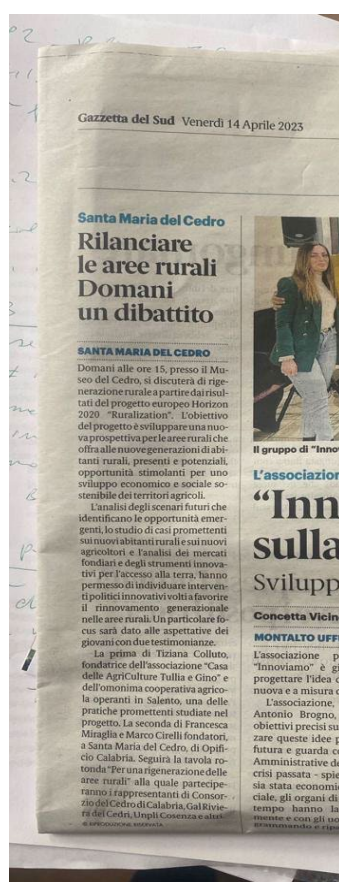 Gazzetta del Sud Venerdì 14 Aprile 2023
Santa Maria del Cedro
Rilanciare
le aree rurali
Domani
un dibattito
SANTA MARIA DEL CEDRO
Domani alle ore 15, presso il Mu-
seo del Cedro, si discuterà di rige-
nerazione rurale a partire dai risul-
tati del progetto europeo Horizon
2020 “Ruralization”. L'obiettivo
del progetto è sviluppare una nuo-
va prospettiva per le aree rurali che
offra alle nuove generazioni di abi-
tanti rurali, presenti e potenziali,
opportunità stimolanti per uno
sviluppo economico e sociale so-
stenibile dei territori agricoli.
L'analisi degli scenari futuri che
identificano le opportunità emer-
genti, lo studio di casi promettenti
sui nuovi abitanti rurali e sui nuovi
agricoltori e l'analisi dei mercati
fondiari e degli strumenti innova-
tivi per l'accesso alla terra, hanno
permesso di individuare interven-
ti politici innovativi volti a favorire
il rinnovamento generazionale
nelle aree rurali. Un particolare fo-
cus sarà dato alle aspettative dei
giovani con due testimonianze.
La prima di Tiziana Colluto,
fondatrice dell'associazione “Casa
delle AgriCulture Tullia e Gino” e
dell'omonima cooperativa agrico-
la operanti in Salento, una delle
pratiche promettenti studiate nel
progetto. La seconda di Francesca
Miraglia e Marco Cirelli fondatori,
a Santa Maria del Cedro, di Opifi-
cio Calabria. Seguirà la tavola ro-
tonda “Per una rigenerazione delle
aree rurali” alla quale partecipe-
ranno i rappresentanti di Consor-
zio del Cedro di Calabria, Gal Rivie-
ra dei Cedri, Unpli Cosenza e altri.
© RIPRODUZIONE RISERVATA
Il gruppo di “Inno
L'association
“Inn
sulla
Svilupp
Concetta Vicin
MONTALTO UFF
L'associazione p
“Innoviamo” è gi
progettare l'idea d
nuova e a misura d
L'associazione,
Antonio Brogno,
obiettivi precisi su
zare queste idee p
futura e guarda c
Amministrative de
crisi passata - spie
sia stata economic
ciale, gli organi di
tempo hanno la
mente e con gli uo
grammando e ripo